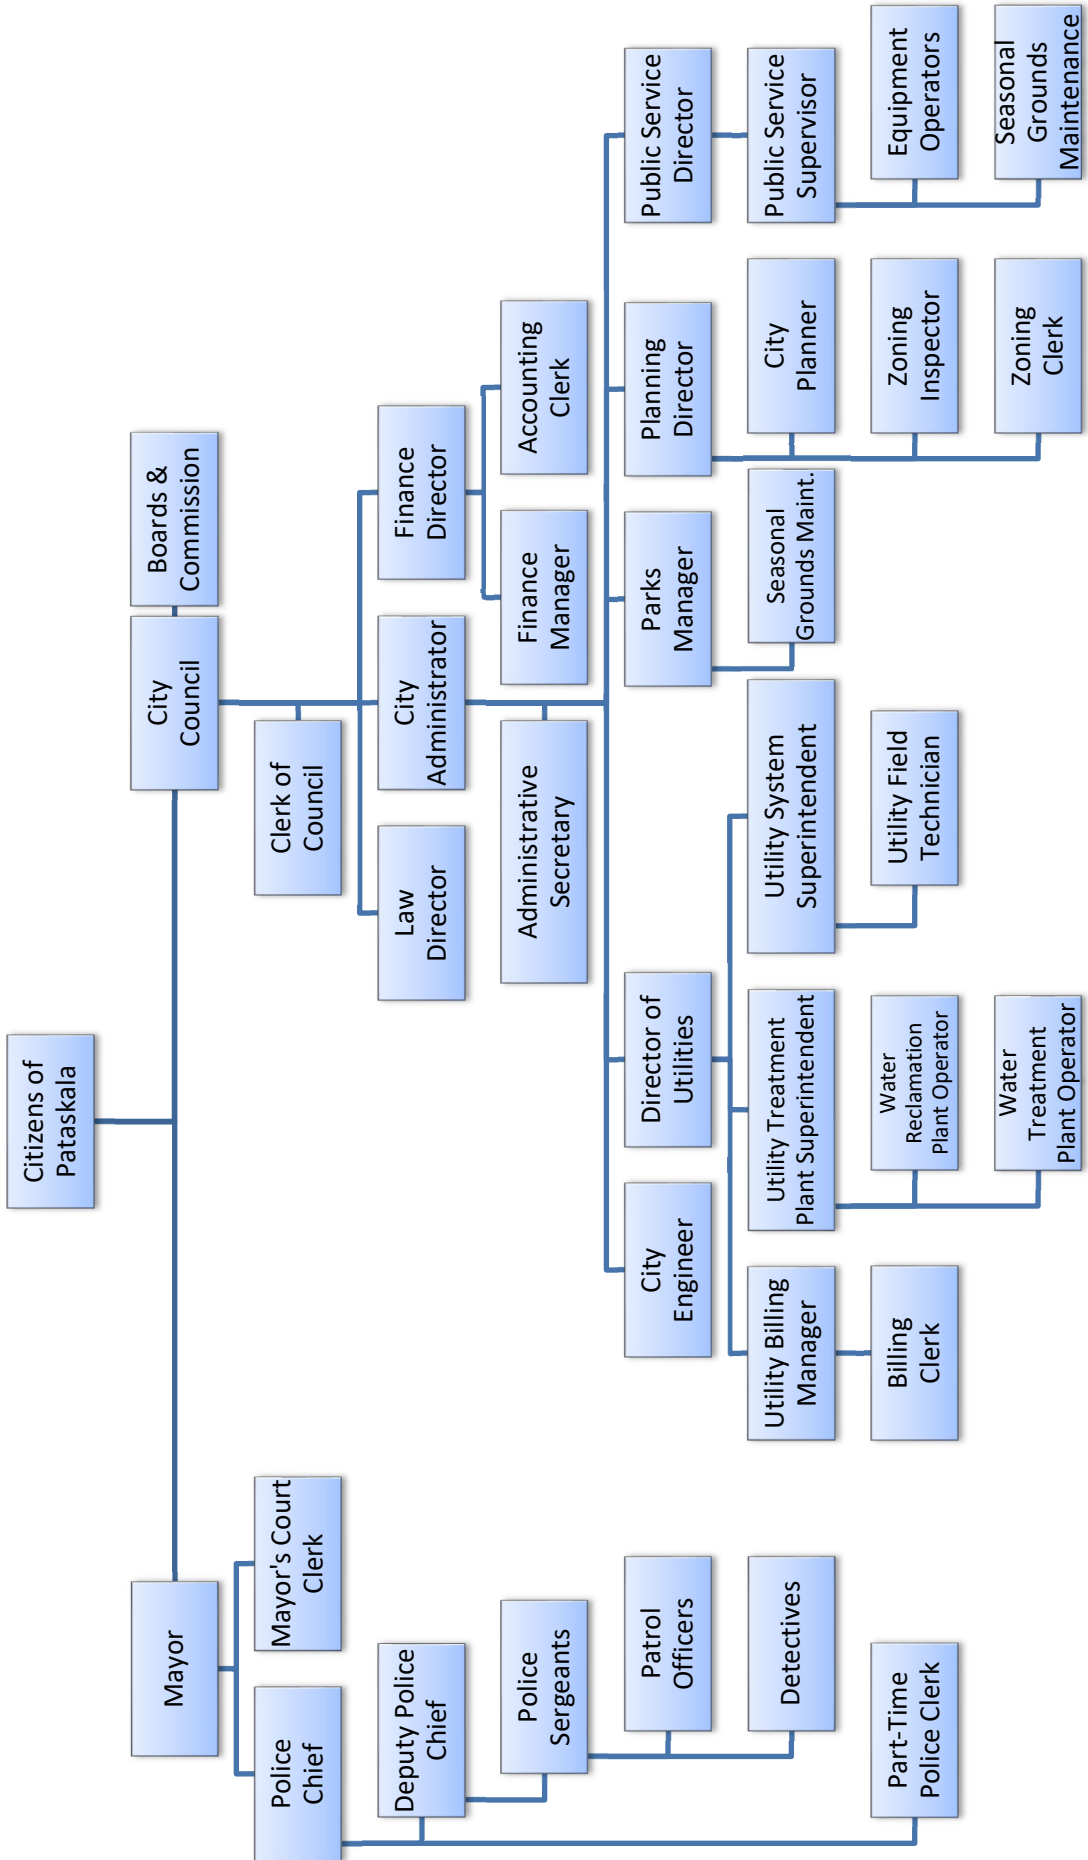 Citizens of
Pataskala
Mayor
City
Council
Boards &
Commission
Police
Chief
Mayor's Court
Clerk
Clerk of
Council
Deputy Police
Chief
Law
Director
City
Administrator
Finance
Director
Police
Sergeants
Administrative
Secretary
Finance
Manager
Accounting
Clerk
Patrol
Officers
City
Engineer
Director of
Utilities
Parks
Manager
Planning
Director
Public Service
Director
Detectives
Utility Billing
Manager
Utility Treatment
Plant Superintendent
Utility System
Superintendent
Seasonal
Grounds Maint.
City
Planner
Public Service
Supervisor
Part-Time
Police Clerk
Billing
Clerk
Water
Reclamation
Plant Operator
Utility Field
Technician
Zoning
Inspector
Equipment
Operators
Water
Treatment
Plant Operator
Zoning
Clerk
Seasonal
Grounds
Maintenance